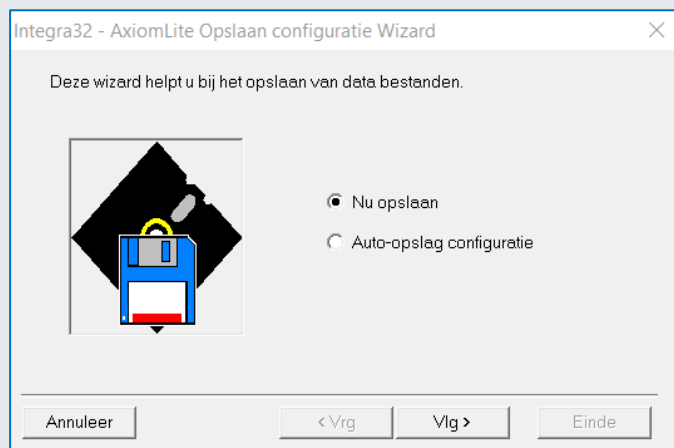 Integra32 - AxiomLite Opslaan configuratie Wizard
Deze wizard helpt u bij het opslaan van data bestanden.
Nu opslaan
Auto-opslag configuratie
Annuleer
< Vrg
Vlg >
Einde